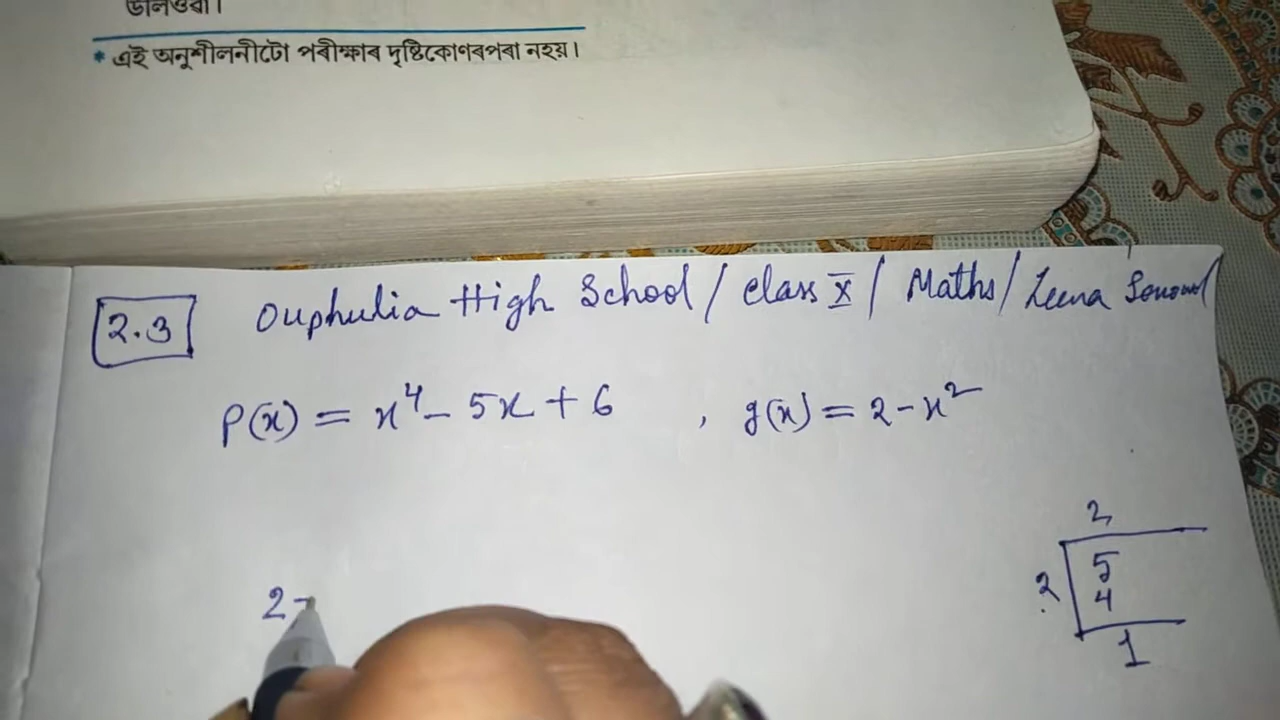 * এই অনুশীলনীটো পৰীক্ষাৰ দৃষ্টিকোণৰপৰা নহয়।
2.3 Ouphulia High School / class X / Maths / Leena Sonowal
P(x) = x⁴ - 5x + 6 , g(x) = 2 - x²
2
2 5
4
1
2 -